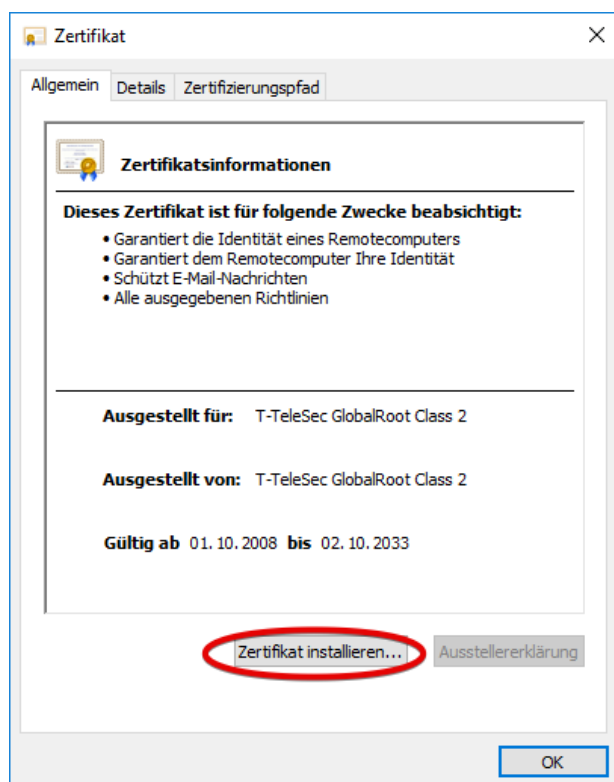 Zertifikat
Allgemein Details Zertifizierungspfad
Zertifikatsinformationen
Dieses Zertifikat ist für folgende Zwecke beabsichtigt:
• Garantiert die Identität eines Remotecomputers
• Garantiert dem Remotecomputer Ihre Identität
• Schützt E-Mail-Nachrichten
• Alle ausgegebenen Richtlinien
Ausgestellt für: T-TeleSec GlobalRoot Class 2
Ausgestellt von: T-TeleSec GlobalRoot Class 2
Gültig ab 01. 10. 2008 bis 02. 10. 2033
Zertifikat installieren... Ausstellererklärung
OK